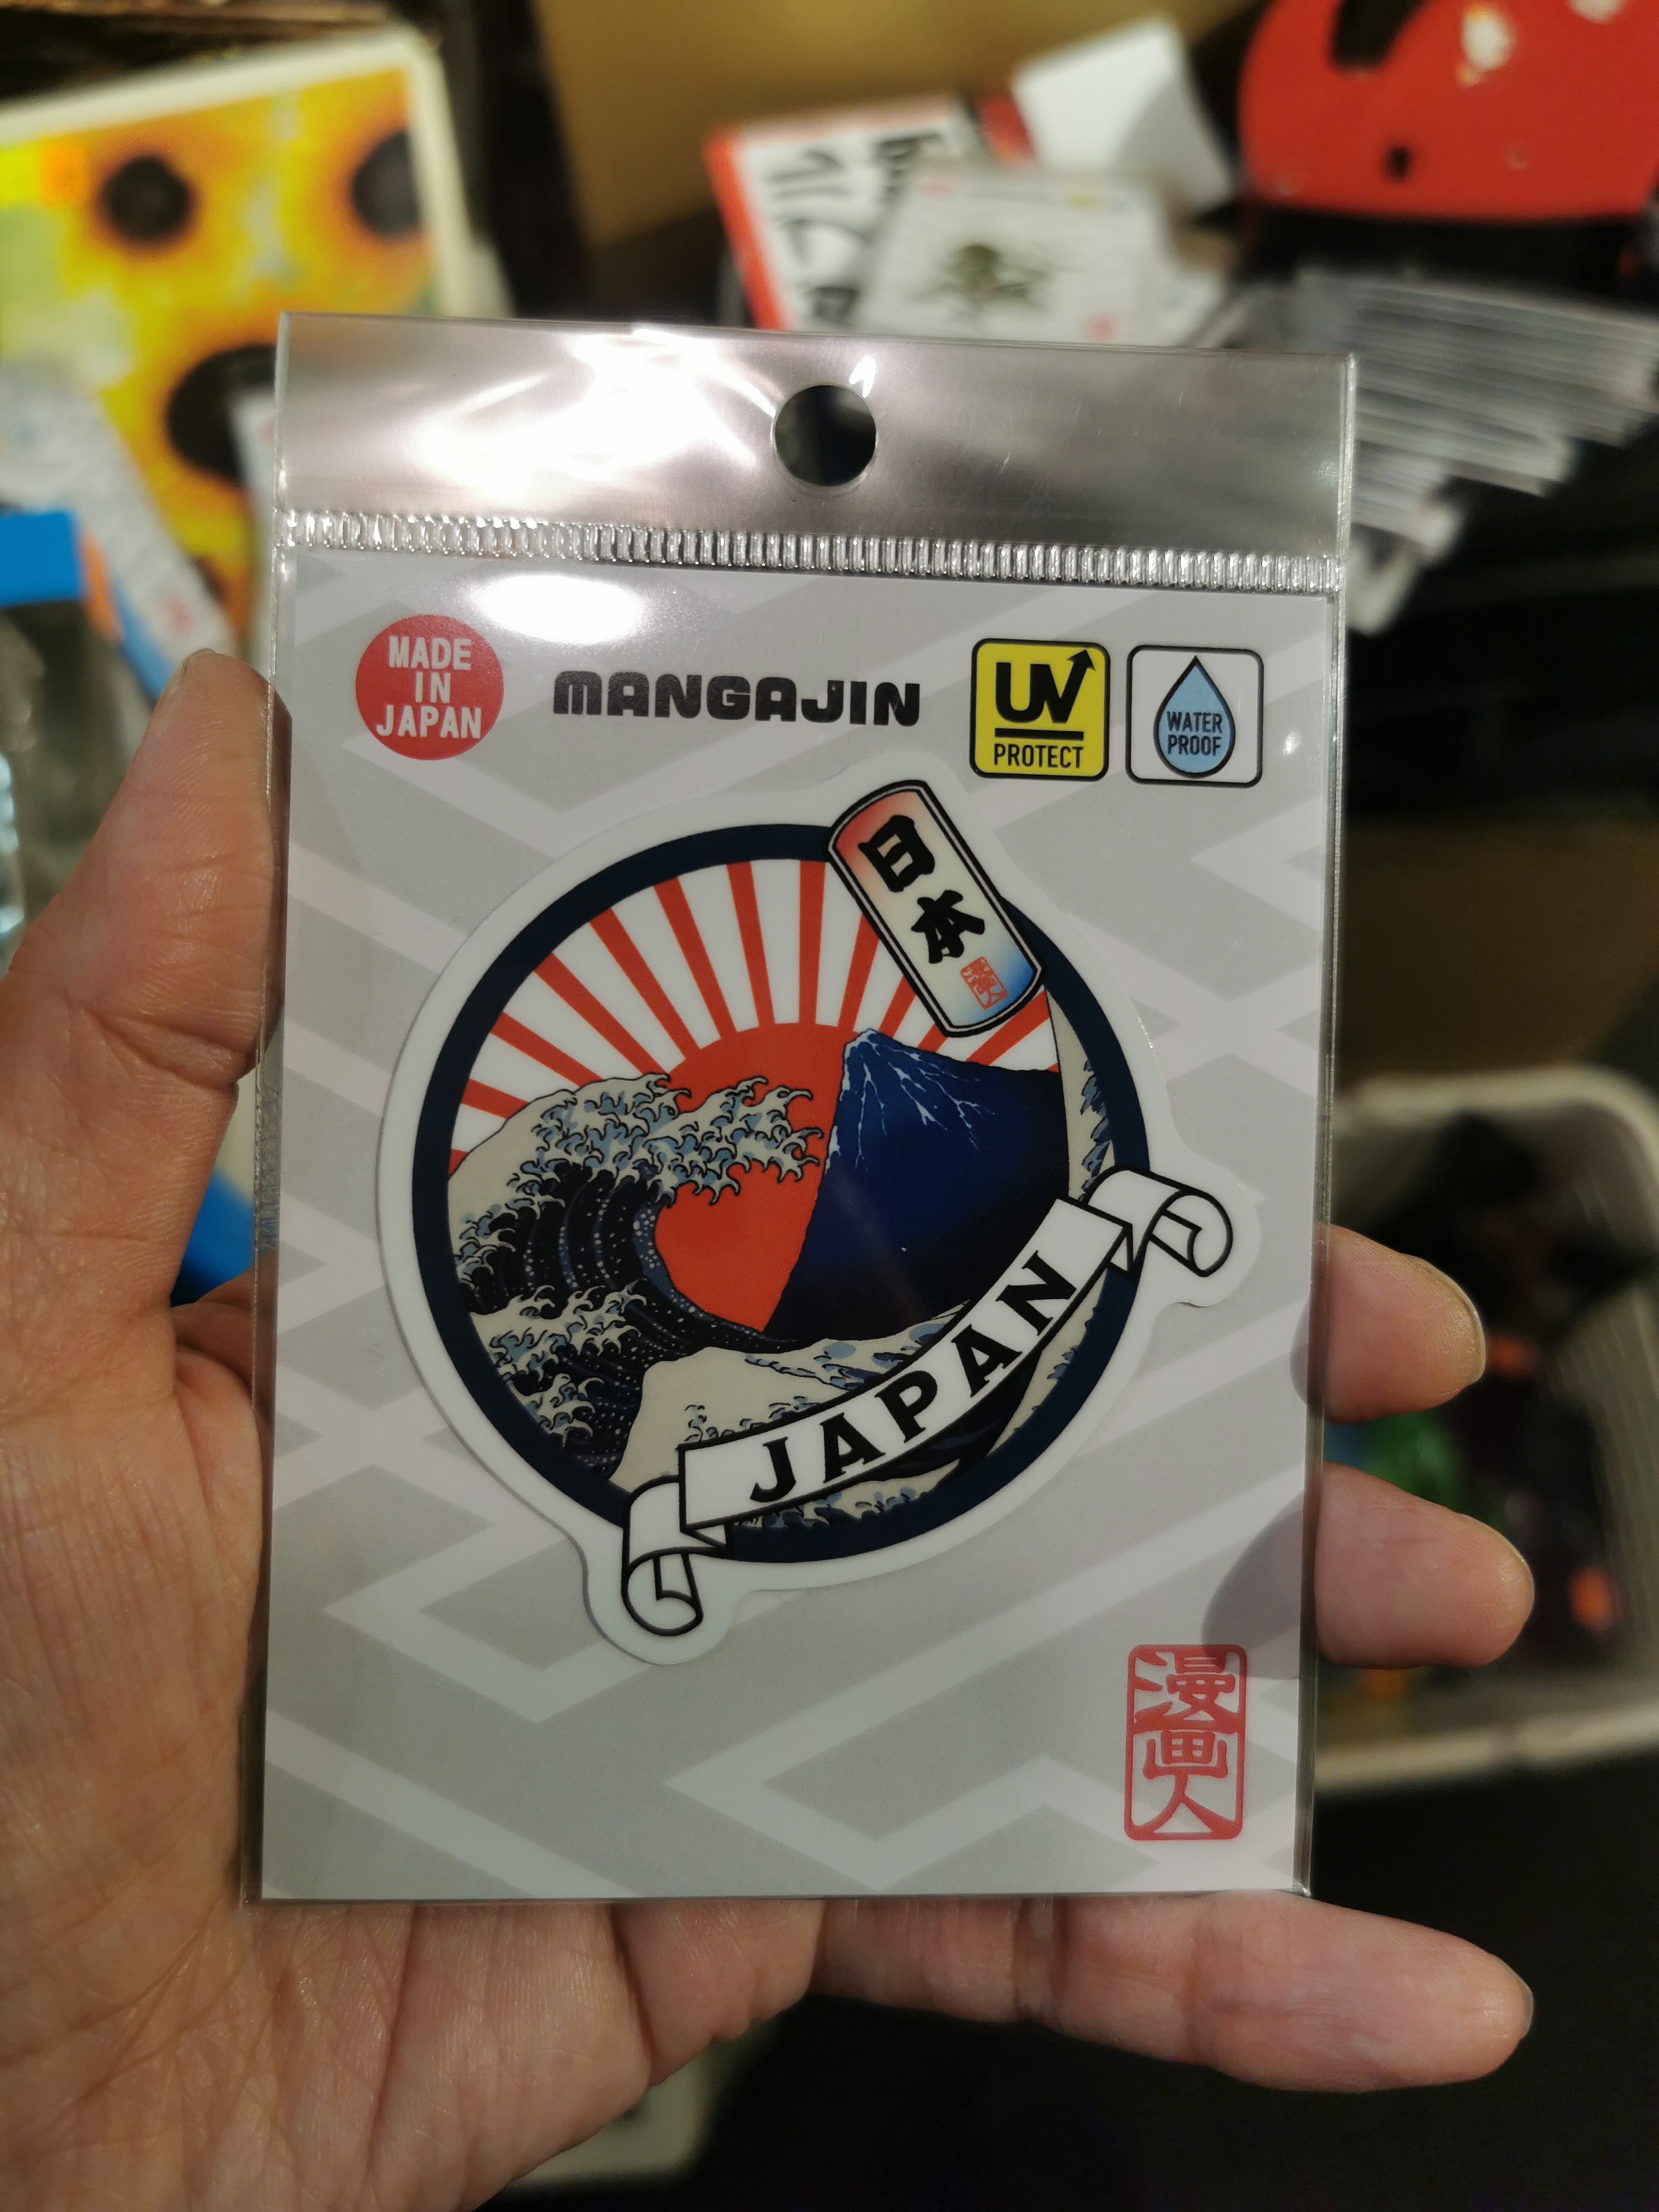 MADE
IN
JAPAN
MANGAJIN
UV
PROTECT
WATER
PROOF
日本
JAPAN
漫画人